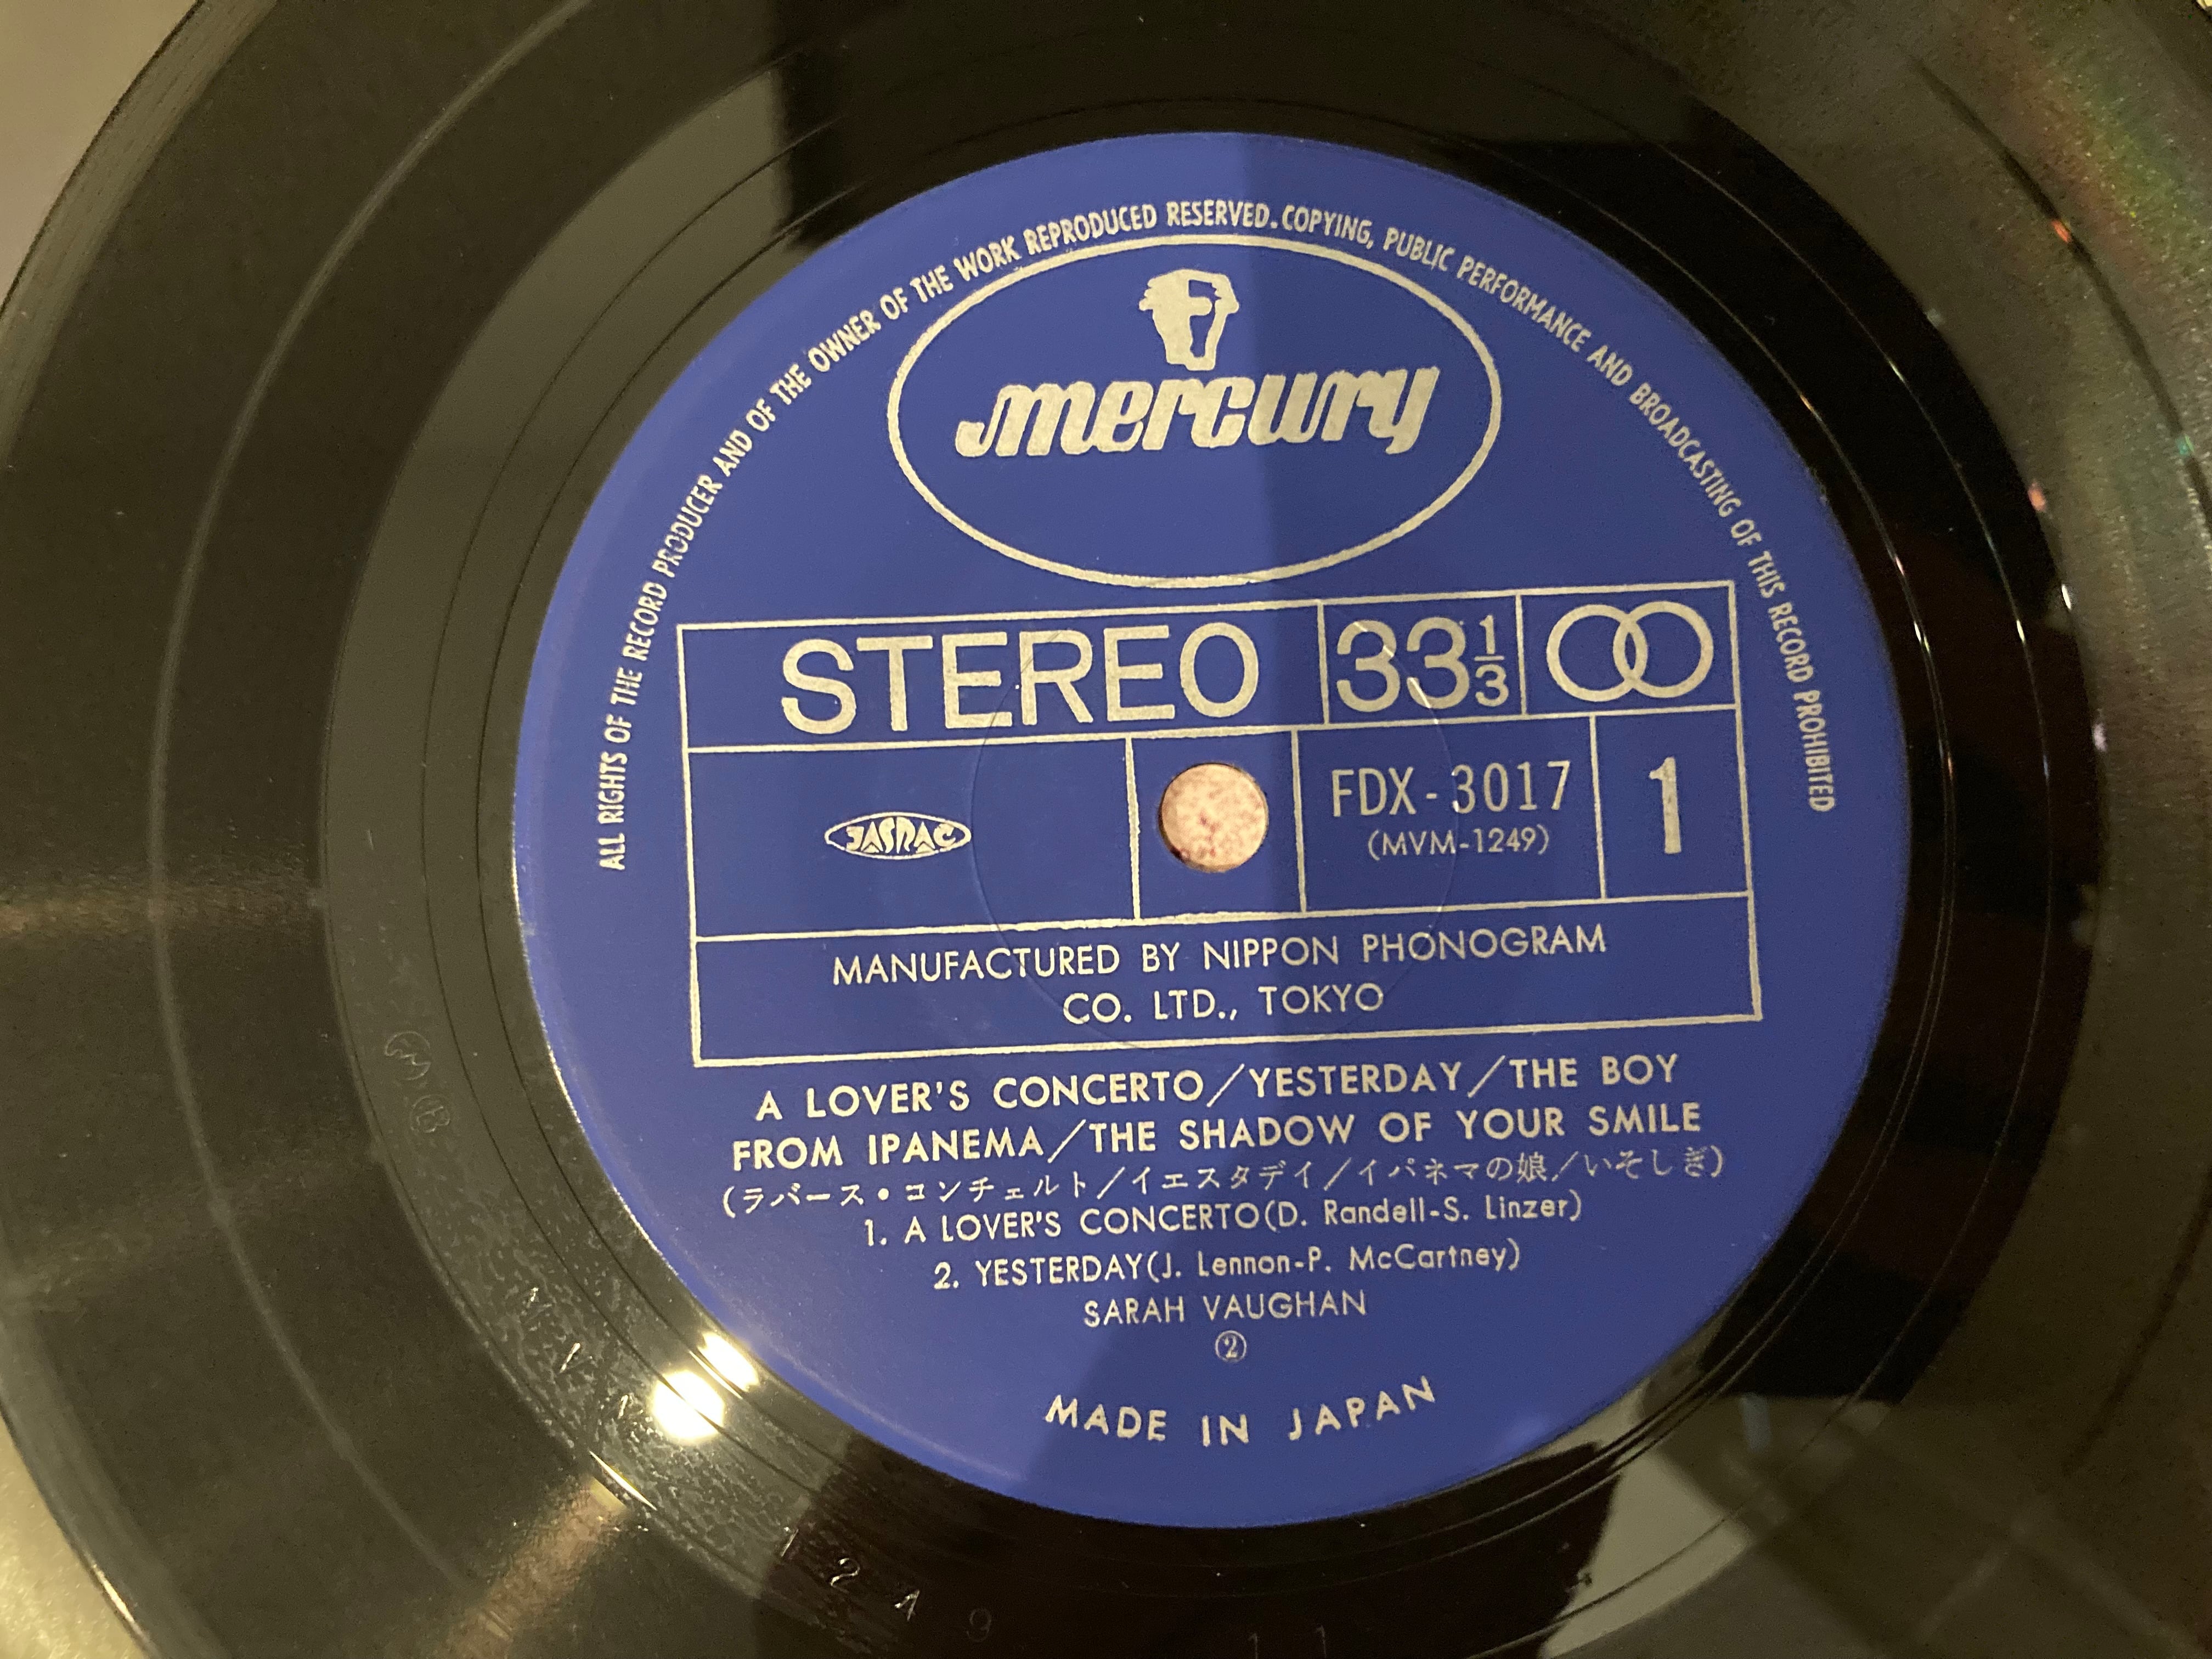 ALL RIGHTS OF THE RECORD PRODUCER AND OF THE OWNER OF THE WORK REPRODUCED RESERVED. COPYING, PUBLIC PERFORMANCE AND BROADCASTING OF THIS RECORD PROHIBITED
mercury
STEREO 33 1/3
JASRAC
FDX-3017
(MVM-1249)
1
MANUFACTURED BY NIPPON PHONOGRAM
CO. LTD., TOKYO
A LOVER'S CONCERTO/YESTERDAY/THE BOY
FROM IPANEMA/THE SHADOW OF YOUR SMILE
(ラバース・コンチェルト/イエスタデイ/イパネマの娘/いそしぎ)
1. A LOVER'S CONCERTO(D. Randell-S. Linzer)
2. YESTERDAY(J. Lennon-P. McCartney)
SARAH VAUGHAN
②
MADE IN JAPAN